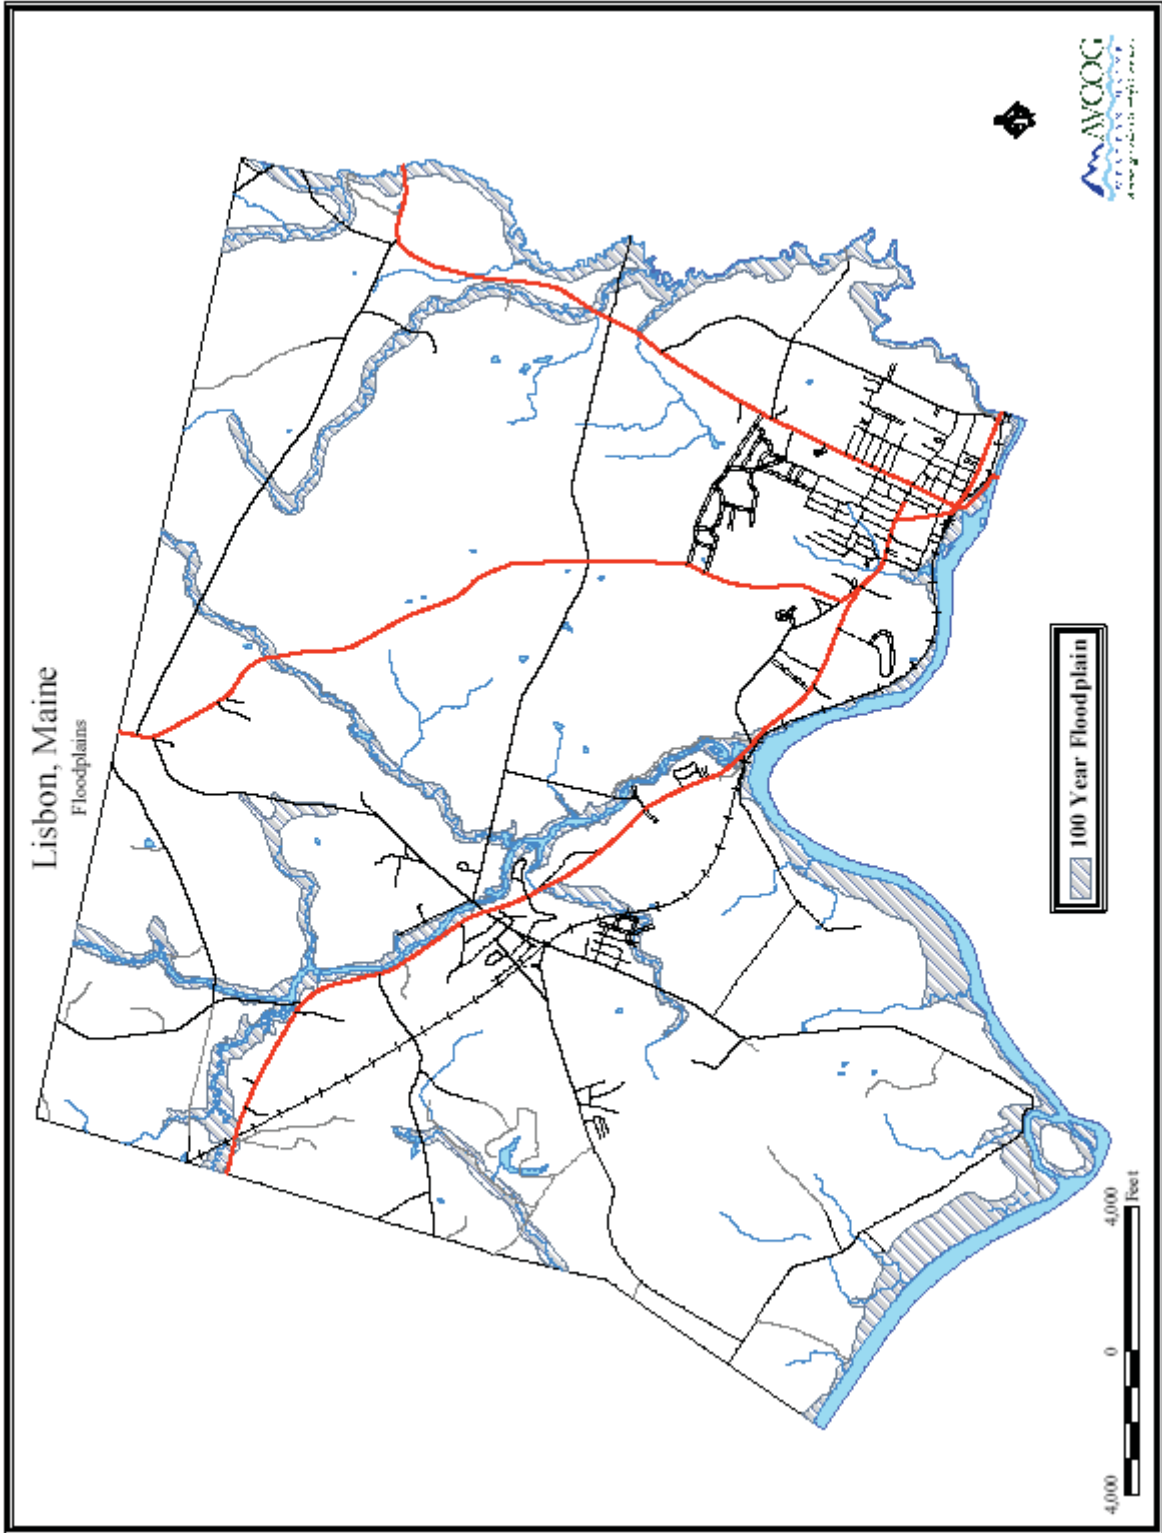 Lisbon, Maine
Floodplains
100 Year Floodplain
4,000
0
4,000
Feet
AVCOG